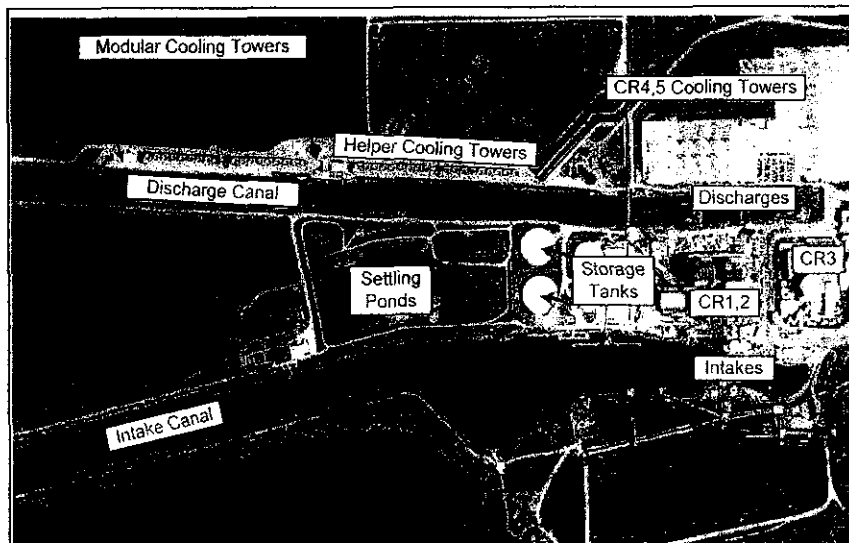 Modular Cooling Towers
CR4,5 Cooling Towers
Helper Cooling Towers
Discharge Canal
Discharges
Settling
Ponds
Storage
Tanks
CR3
CR1,2
Intakes
Intake Canal